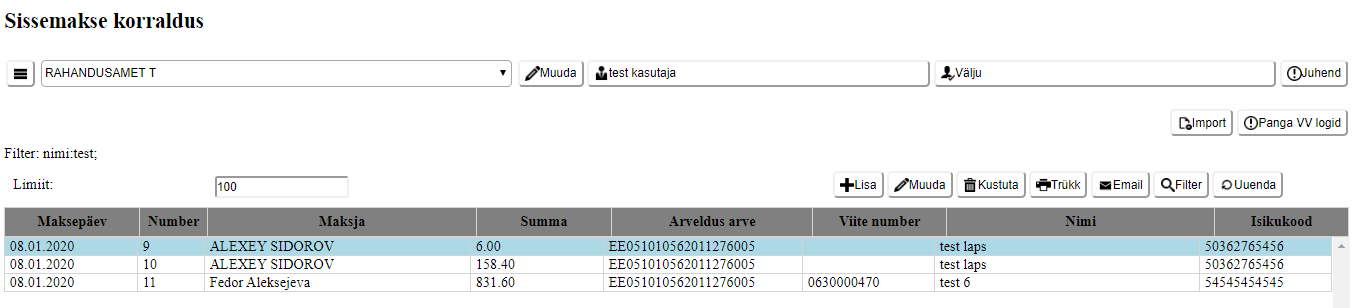 Sissemakse korraldus
RAHANDUSAMET T Muuda test kasutaja Välju Juhend
Import Panga VV logid
Filter: nimi:test;
Limiit: 100 Lisa Muuda Kustuta Trükk Email Filter Uuenda
Maksepäev Number Maksja Summa Arveldus arve Viite number Nimi Isikukood
08.01.2020 9 ALEXEY SIDOROV 6.00 EE051010562011276005 test laps 50362765456
08.01.2020 10 ALEXEY SIDOROV 158.40 EE051010562011276005 test laps 50362765456
08.01.2020 11 Fedor Aleksejeva 831.60 EE051010562011276005 0630000470 test 6 54545454545